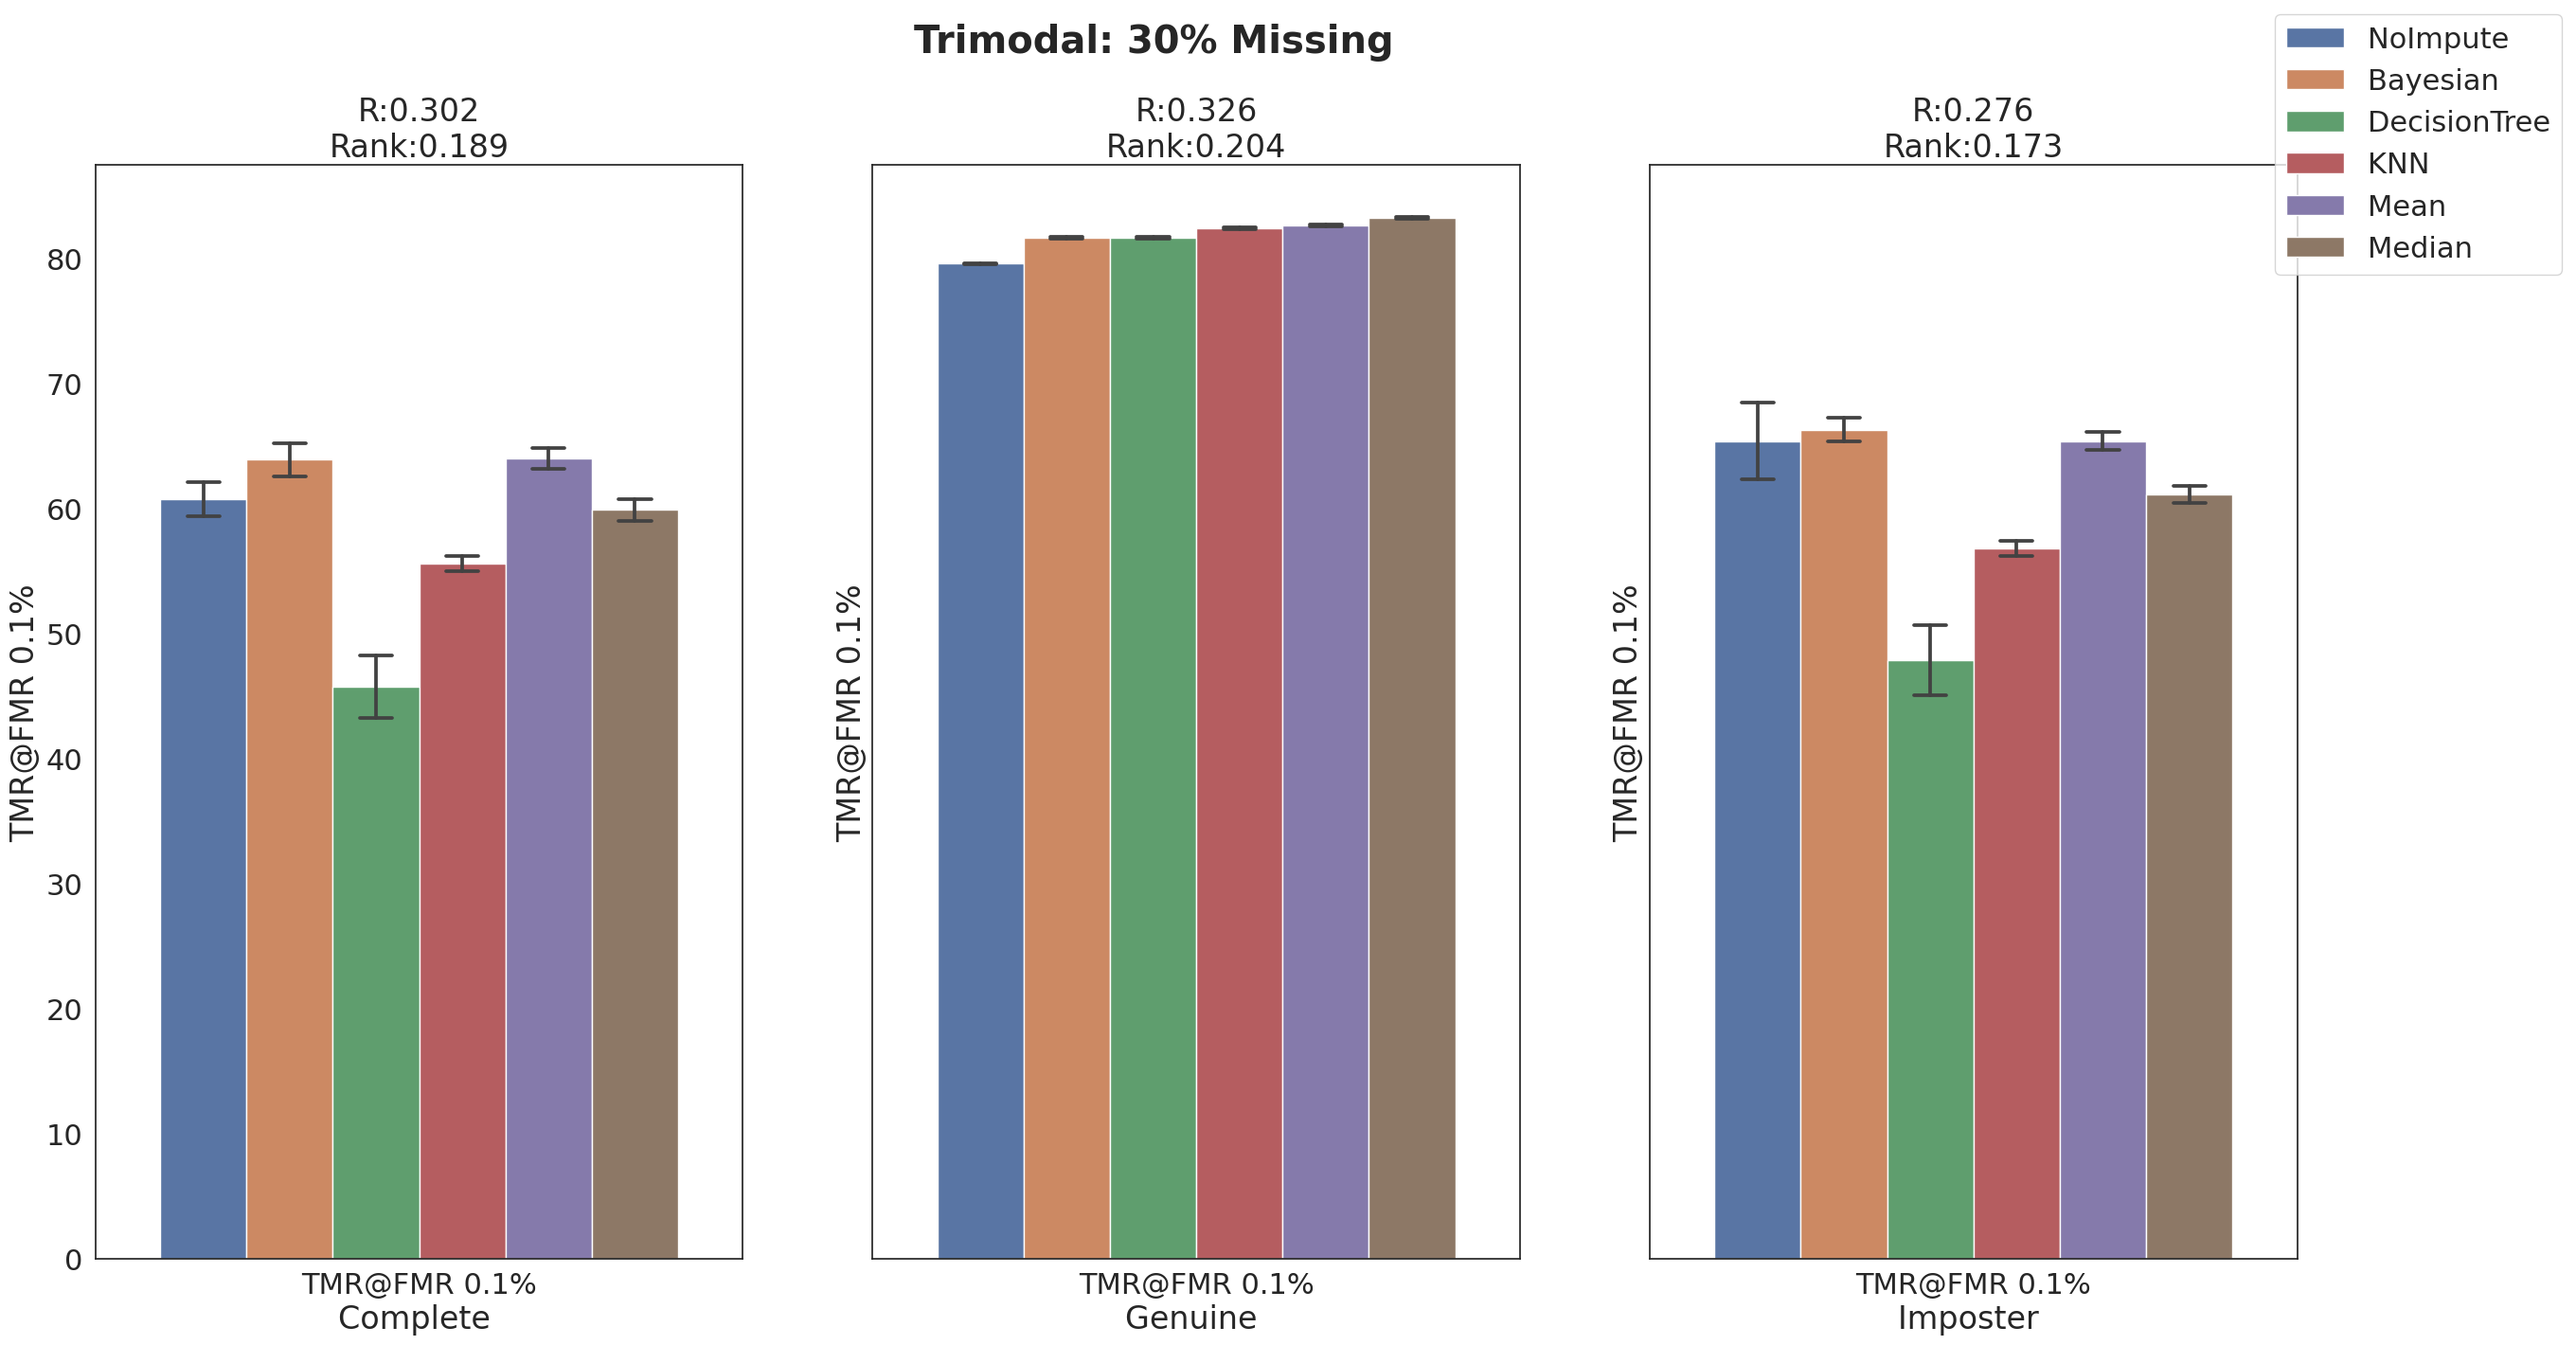 Trimodal: 30% Missing
NoImpute
Bayesian
DecisionTree
KNN
Mean
Median
R:0.302
Rank:0.189
TMR@FMR 0.1%
80
70
60
50
40
30
20
10
0
TMR@FMR 0.1%
Complete
R:0.326
Rank:0.204
TMR@FMR 0.1%
TMR@FMR 0.1%
Genuine
R:0.276
Rank:0.173
TMR@FMR 0.1%
TMR@FMR 0.1%
Imposter